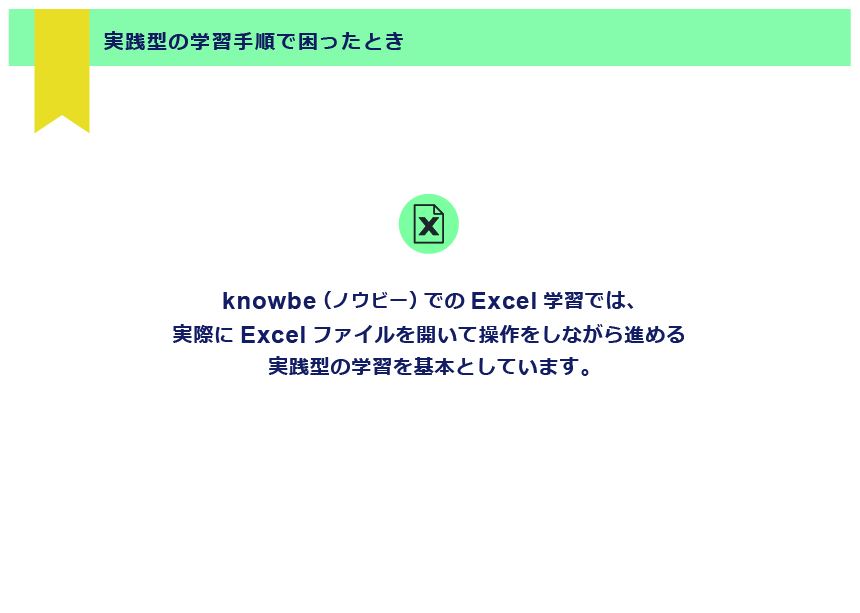 実践型の学習手順で困ったとき
knowbe（ノウビー）での Excel 学習では、
実際に Excel ファイルを開いて操作をしながら進める
実践型の学習を基本としています。